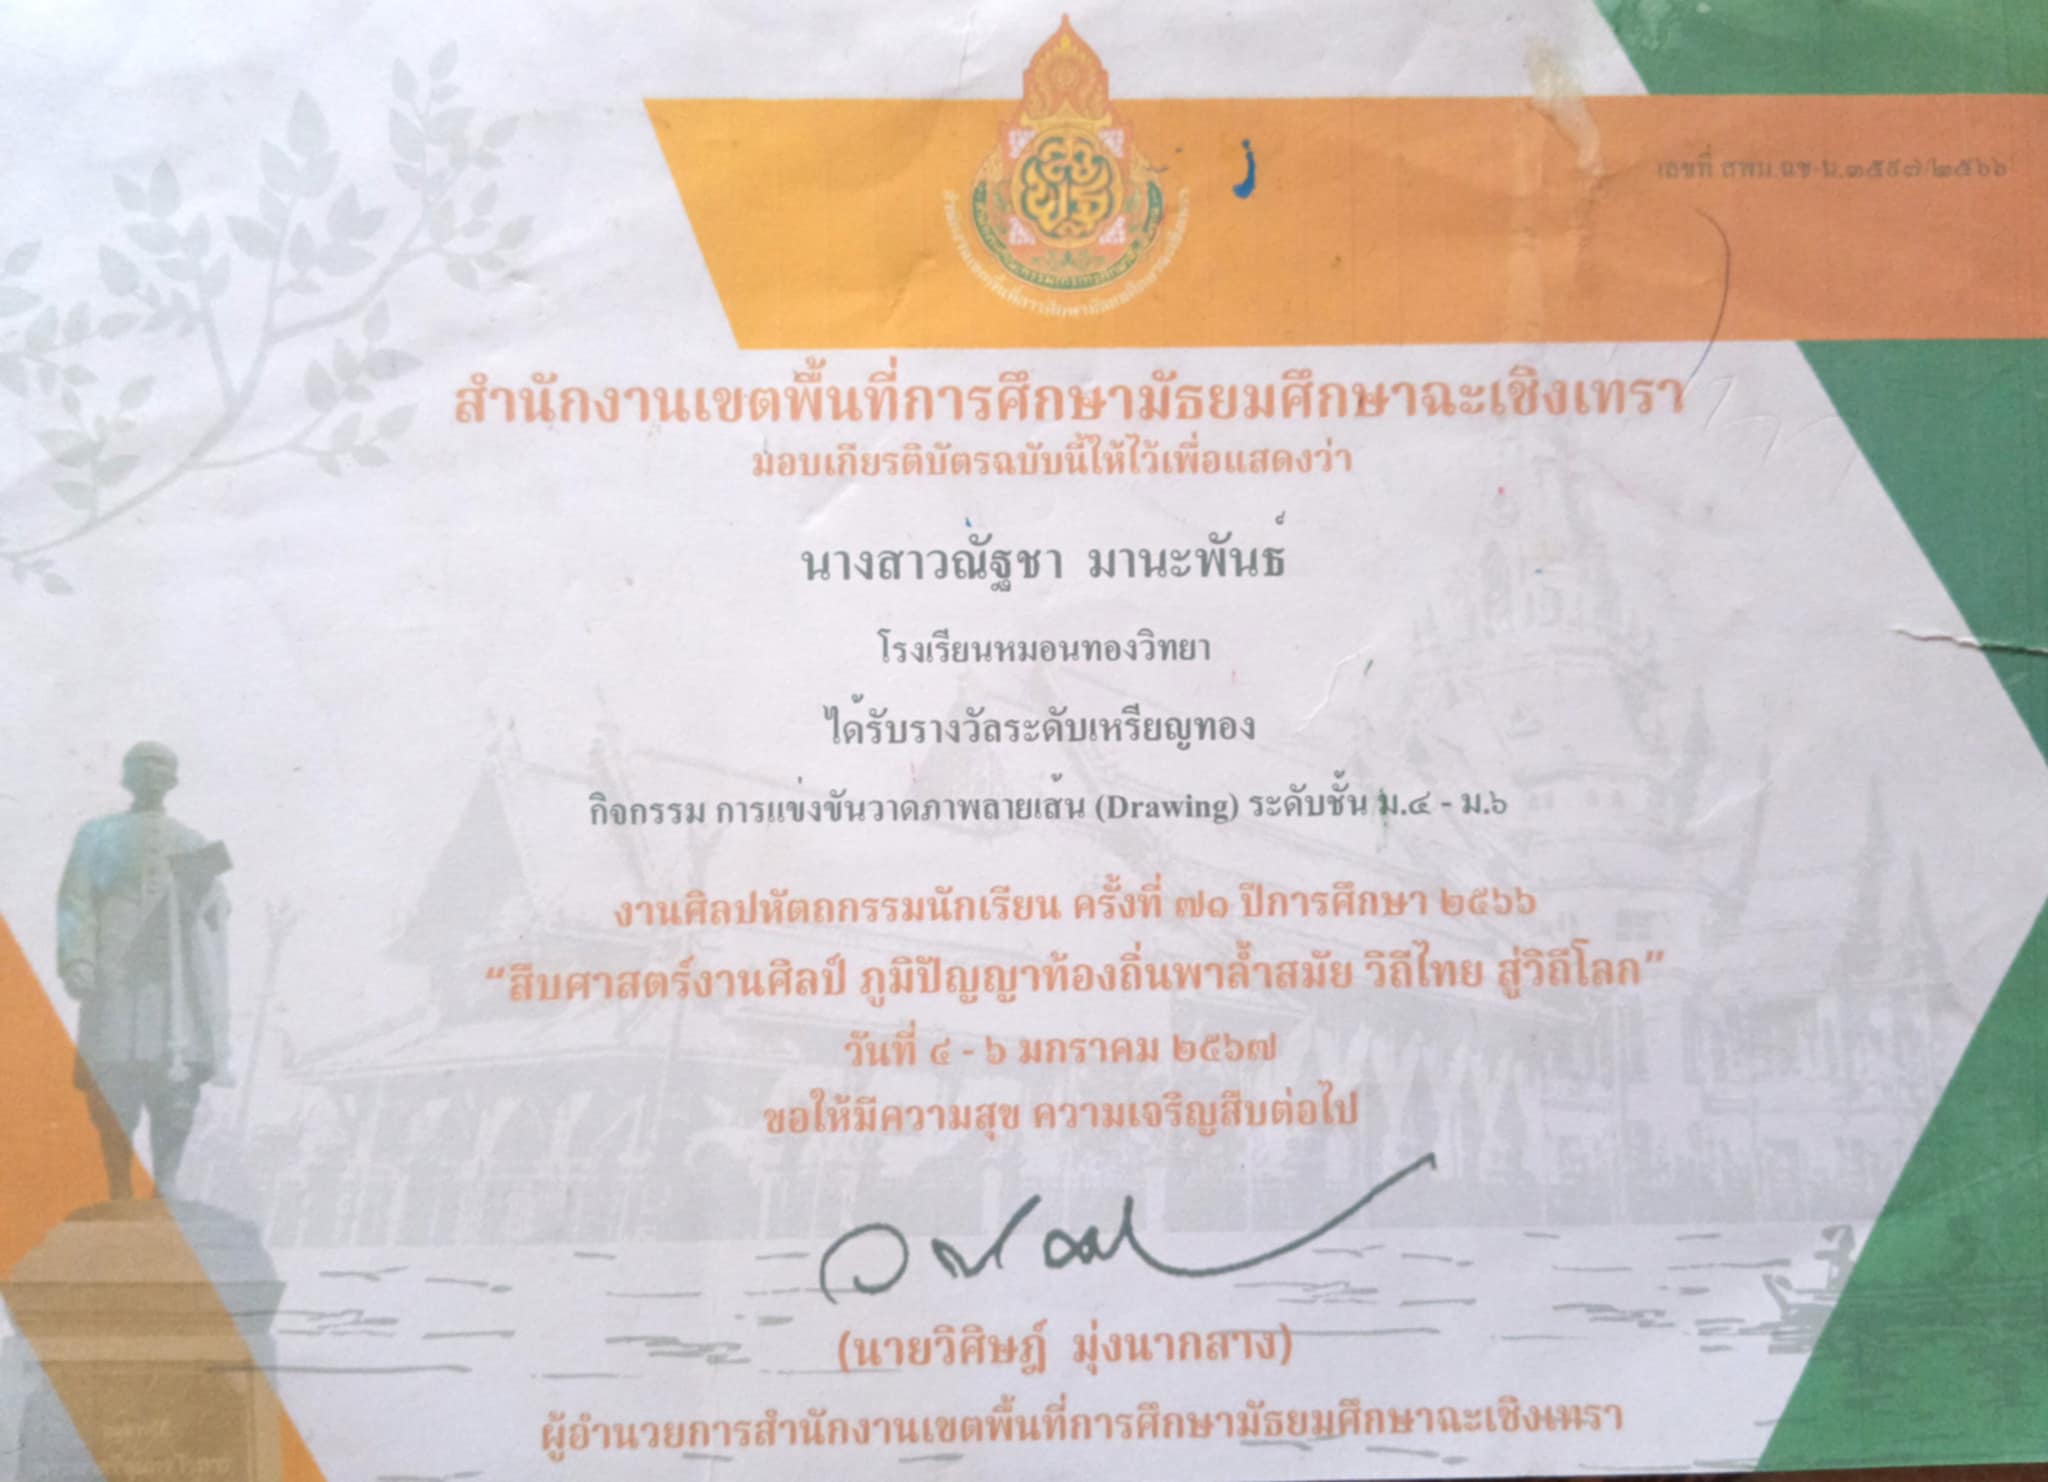 เลขที่ สพม.ฉช-น.๓๕๙๗/๒๕๖๖
สำนักงานเขตพื้นที่การศึกษามัธยมศึกษาฉะเชิงเทรา
มอบเกียรติบัตรฉบับนี้ให้ไว้เพื่อแสดงว่า
นางสาวณัฐชา มานะพันธ์
โรงเรียนหมอนทองวิทยา
ได้รับรางวัลระดับเหรียญทอง
กิจกรรม การแข่งขันวาดภาพลายเส้น (Drawing) ระดับชั้น ม.๔ - ม.๖
งานศิลปหัตถกรรมนักเรียน ครั้งที่ ๗๑ ปีการศึกษา ๒๕๖๖
“สืบศาสตร์งานศิลป์ ภูมิปัญญาท้องถิ่นพาล้ำสมัย วิถีไทย สู่วิถีโลก”
วันที่ ๔ - ๖ มกราคม ๒๕๖๗
ขอให้มีความสุข ความเจริญสืบต่อไป
(นายวิศิษฎ์ มุ่งนากลาง)
ผู้อำนวยการสำนักงานเขตพื้นที่การศึกษามัธยมศึกษาฉะเชิงเทรา